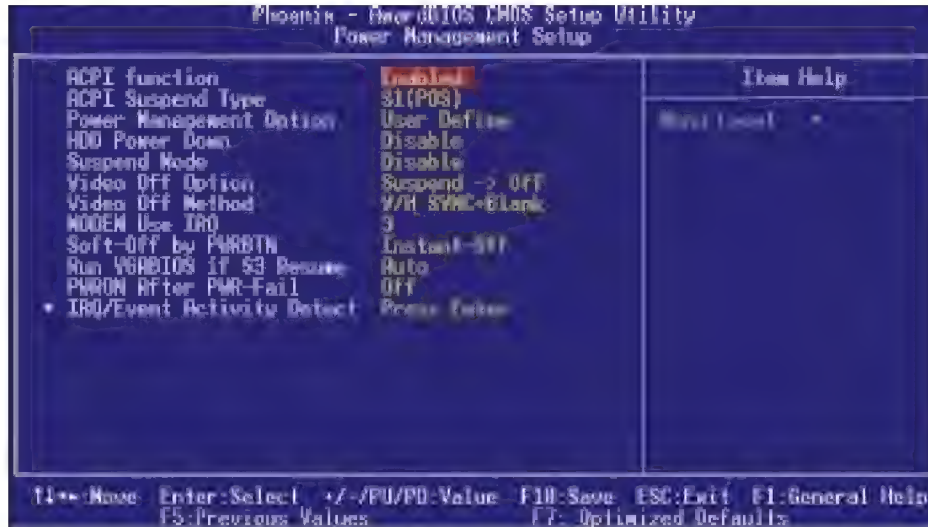 Phoenix - AwardBIOS CMOS Setup Utility
Power Management Setup
ACPI function Enabled
ACPI Suspend Type S1(POS)
Power Management Option User Define
HDD Power Down Disable
Suspend Mode Disable
Video Off Option Suspend -> Off
Video Off Method V/H SYNC+Blank
MODEM Use IRQ 3
Soft-Off by PWRBTN Instant-Off
Run VGABIOS if S3 Resume Auto
PWRON After PWR-Fail Off
IRQ/Event Activity Detect Press Enter
Item Help
Menu Level
↑↓→←:Move Enter:Select +/-/PU/PD:Value F10:Save ESC:Exit F1:General Help
F5:Previous Values F7: Optimized Defaults